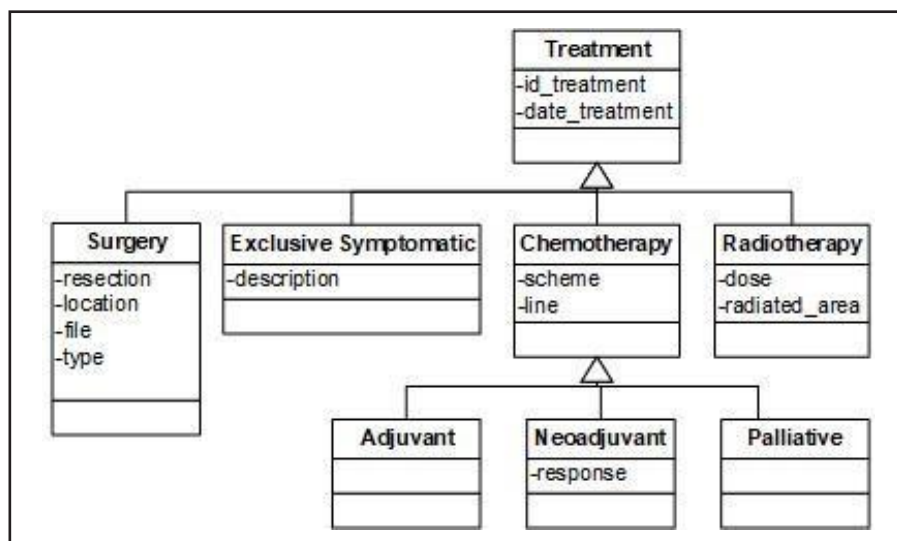 Treatment
-id_treatment
-date_treatment
Surgery
-resection
-location
-file
-type
Exclusive Symptomatic
-description
Chemotherapy
-scheme
-line
Radiotherapy
-dose
-radiated_area
Adjuvant
Neoadjuvant
-response
Palliative